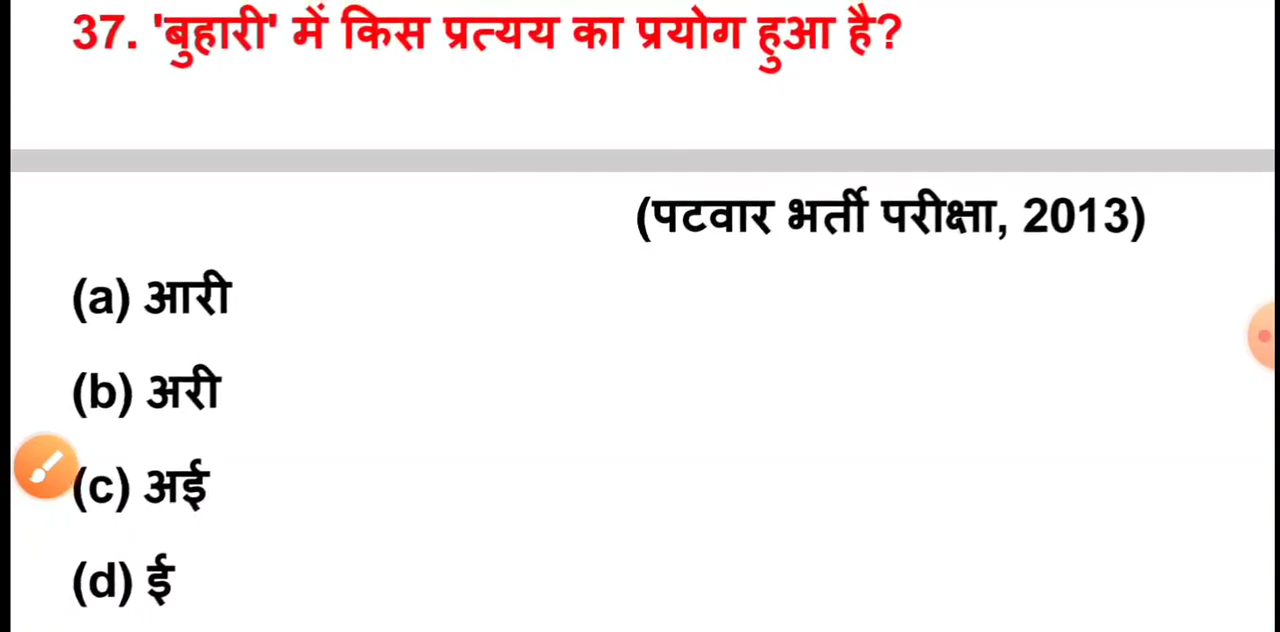 37. 'बुहारी' में किस प्रत्यय का प्रयोग हुआ है?
(पटवार भर्ती परीक्षा, 2013)
(a) आरी
(b) अरी
(c) अई
(d) ई